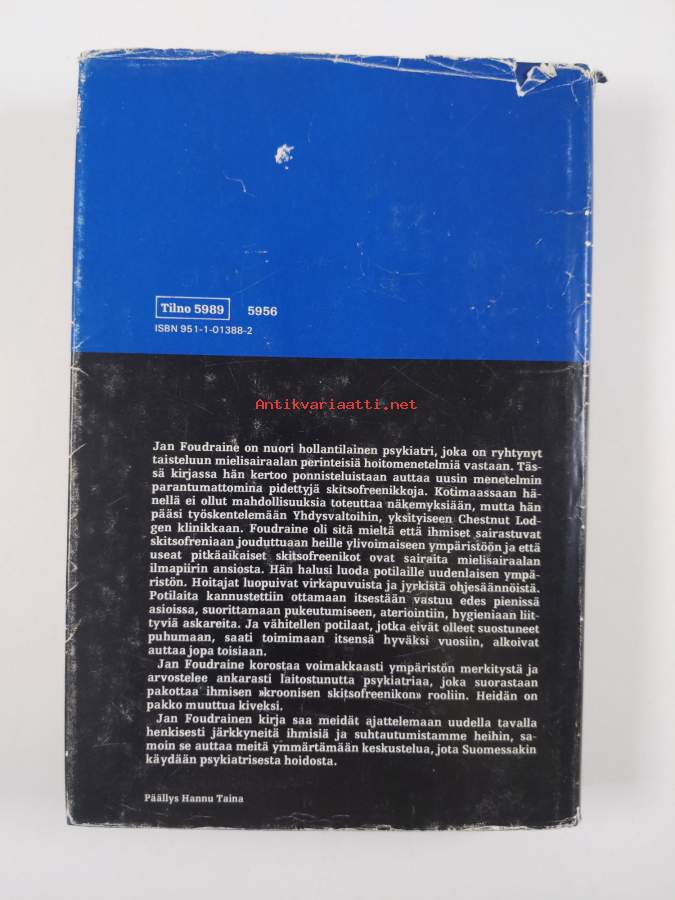 Tilno 5989 5956
ISBN 951-1-01388-2
Antikvariaatti.net
Jan Foudraine on nuori hollantilainen psykiatri, joka on ryhtynyt
taisteluun mielisairaalan perinteisiä hoitomenetelmiä vastaan. Täs-
sä kirjassa hän kertoo ponnisteluistaan auttaa uusin menetelmin
parantumattomina pidettyjä skitsofreenikkoja. Kotimaassaan hä-
nellä ei ollut mahdollisuuksia toteuttaa näkemyksiään, mutta hän
pääsi työskentelemään Yhdysvaltoihin, yksityiseen Chestnut Lod-
gen klinikkaan. Foudraine oli sitä mieltä että ihmiset sairastuvat
skitsofreniaan jouduttuaan heille ylivoimaiseen ympäristöön ja että
useat pitkäaikaiset skitsofreenikot ovat sairaita mielisairaalan
ilmapiirin ansiosta. Hän halusi luoda potilaille uudenlaisen ympä-
ristön. Hoitajat luopuivat virkapuvuista ja jyrkistä ohjesäännöistä.
Potilaita kannustettiin ottamaan itsestään vastuu edes pienissä
asioissa, suorittamaan pukeutumiseen, ateriointiin, hygieniaan liit-
tyviä askareita. Ja vähitellen potilaat, jotka eivät olleet suostuneet
puhumaan, saati toimimaan itsensä hyväksi vuosiin, alkoivat
auttaa jopa toisiaan.
Jan Foudraine korostaa voimakkaasti ympäristön merkitystä ja
arvostelee ankarasti laitostunutta psykiatriaa, joka suorastaan
pakottaa ihmisen »kroonisen skitsofreenikon» rooliin. Heidän on
pakko muuttua kiveksi.
Jan Foudrainen kirja saa meidät ajattelemaan uudella tavalla
henkisesti järkkyneitä ihmisiä ja suhtautumistamme heihin, sa-
moin se auttaa meitä ymmärtämään keskustelua, jota Suomessakin
käydään psykiatrisesta hoidosta.
Päällys Hannu Taina